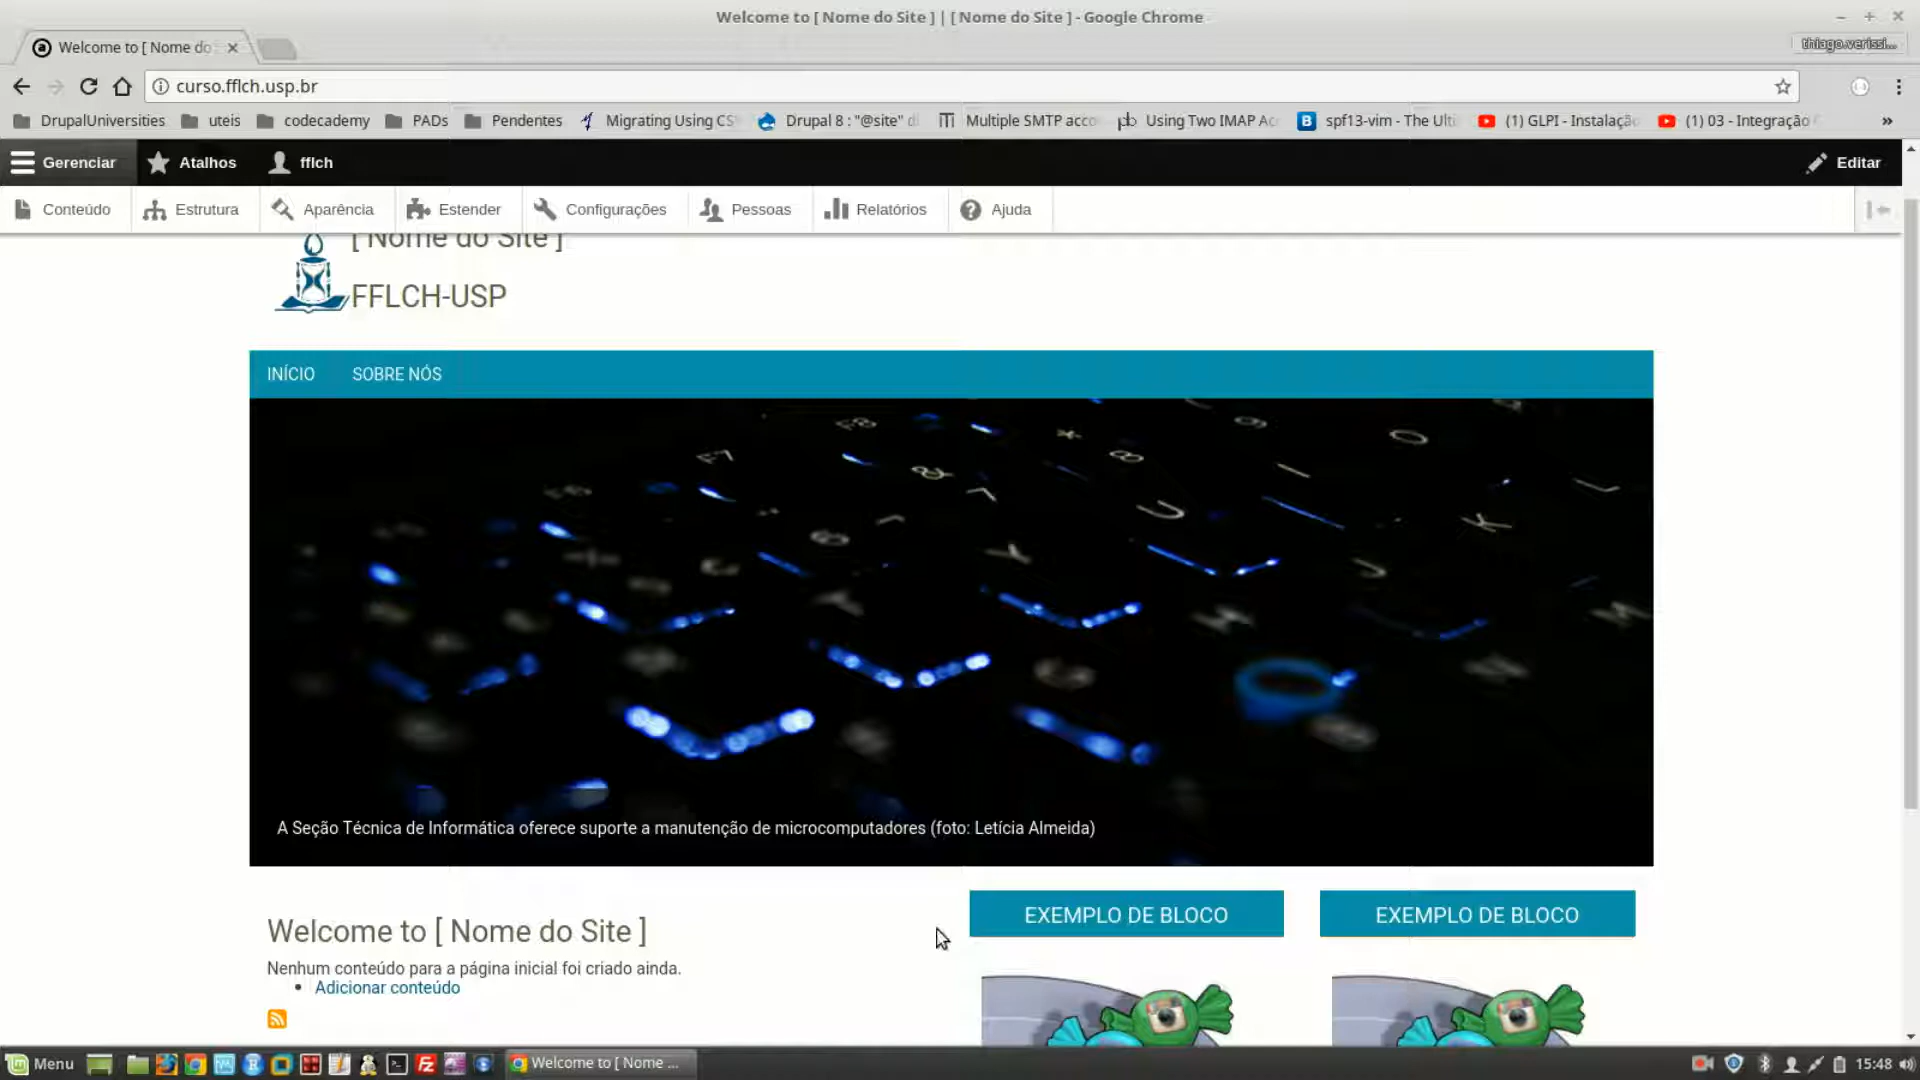 Welcome to [ Nome do Site ] | [ Nome do Site ] - Google Chrome
Welcome to [ Nome do
thiago.verissi...
curso.fflch.usp.br
DrupalUniversities
uteis
codecademy
PADs
Pendentes
Migrating Using CS
Drupal 8 : "@site" d
Multiple SMTP acco
Using Two IMAP Ac
spf13-vim - The Ulti
(1) GLPI - Instalaçã
(1) 03 - Integração
»
Gerenciar
Atalhos
fflch
Editar
Conteúdo
Estrutura
Aparência
Estender
Configurações
Pessoas
Relatórios
Ajuda
[ Nome do Site ]
FFLCH-USP
INÍCIO
SOBRE NÓS
A Seção Técnica de Informática oferece suporte a manutenção de microcomputadores (foto: Letícia Almeida)
EXEMPLO DE BLOCO
EXEMPLO DE BLOCO
Welcome to [ Nome do Site ]
Nenhum conteúdo para a página inicial foi criado ainda.
Adicionar conteúdo
Menu
Welcome to [ Nome ...
15:48